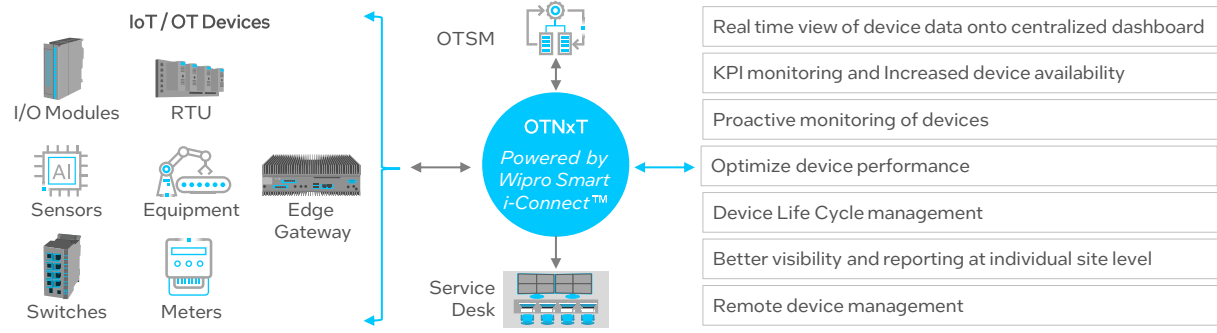 IoT / OT Devices
I/O Modules
RTU
AI
Sensors
Equipment
Edge
Gateway
Switches
Meters
OTSM
OTNxT
Powered by
Wipro Smart
i-Connect™
Service
Desk
Real time view of device data onto centralized dashboard
KPI monitoring and Increased device availability
Proactive monitoring of devices
Optimize device performance
Device Life Cycle management
Better visibility and reporting at individual site level
Remote device management